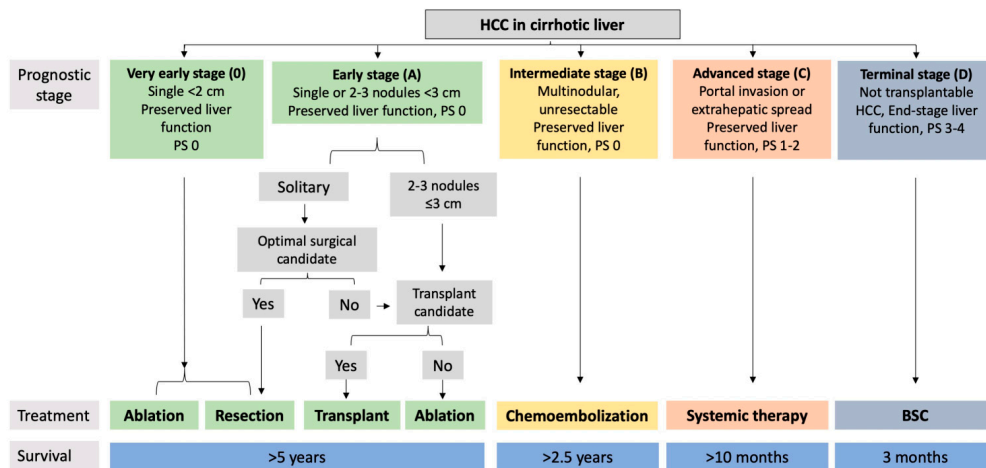 HCC in cirrhotic liver
Prognostic
stage
Very early stage (0)
Single <2 cm
Preserved liver
function
PS 0
Early stage (A)
Single or 2-3 nodules <3 cm
Preserved liver function, PS 0
Intermediate stage (B)
Multinodular,
unresectable
Preserved liver
function, PS 0
Advanced stage (C)
Portal invasion or
extrahepatic spread
Preserved liver
function, PS 1-2
Terminal stage (D)
Not transplantable
HCC, End-stage liver
function, PS 3-4
Solitary
2-3 nodules
≤3 cm
Optimal surgical
candidate
Yes
No
Transplant
candidate
Yes
No
Treatment
Ablation
Resection
Transplant
Ablation
Chemoembolization
Systemic therapy
BSC
Survival
>5 years
>2.5 years
>10 months
3 months